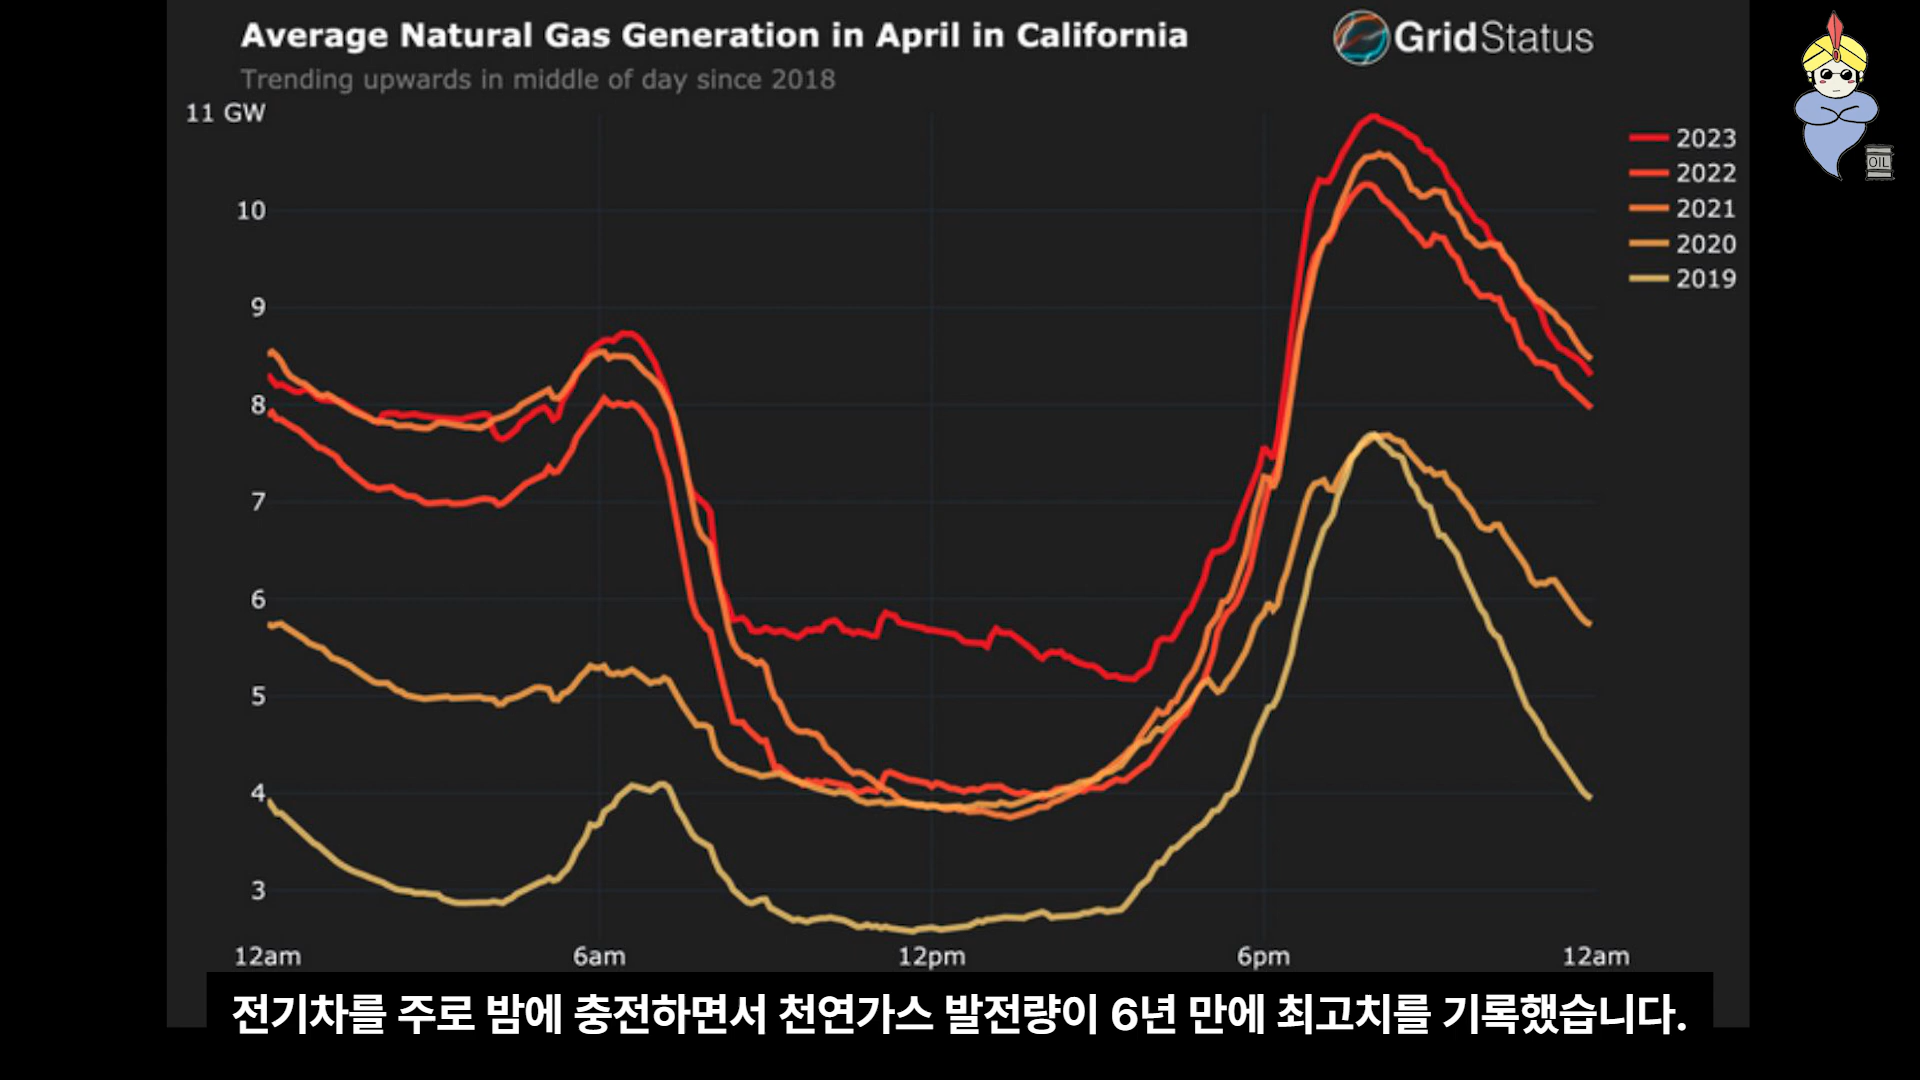 Average Natural Gas Generation in April in California
GridStatus
Trending upwards in middle of day since 2018
11 GW
10
9
8
7
6
5
4
3
2023
2022
2021
2020
2019
OIL
12am
6am
12pm
6pm
12am
전기차를 주로 밤에 충전하면서 천연가스 발전량이 6년 만에 최고치를 기록했습니다.